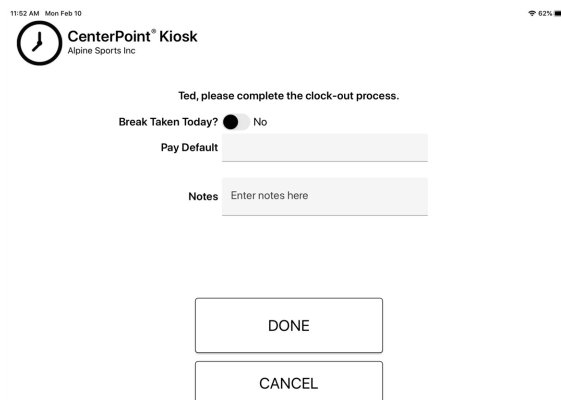 11:52 AM Mon Feb 10 62%
CenterPoint® Kiosk
Alpine Sports Inc
Ted, please complete the clock-out process.
Break Taken Today? No
Pay Default
Notes Enter notes here
DONE
CANCEL